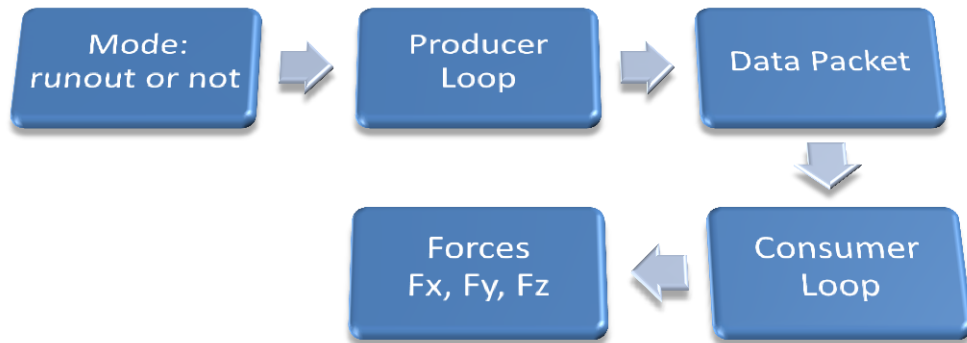 Mode:
runout or not
Producer
Loop
Data Packet
Consumer
Loop
Forces
Fx, Fy, Fz